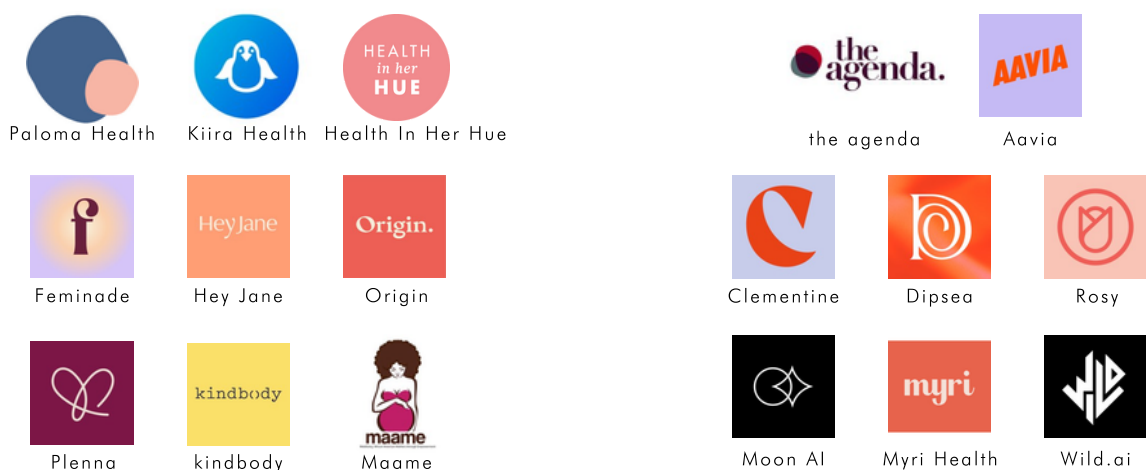 HEALTH
in her
HUE
the
agenda.
AAVIA
Paloma Health
Kiira Health
Health In Her Hue
the agenda
Aavia
f
Hey Jane
Origin.
Feminade
Hey Jane
Origin
Clementine
Dipsea
Rosy
kindbody
maame
myri
WILD
Plenna
kindbody
Maame
Moon AI
Myri Health
Wild.ai